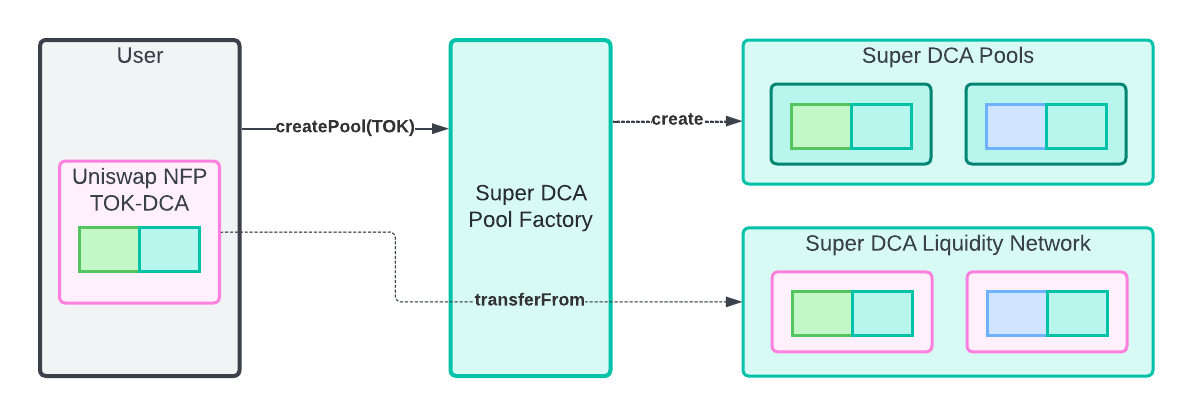 User
Uniswap NFP
TOK-DCA
createPool(TOK)
Super DCA
Pool Factory
transferFrom
create
Super DCA Pools
Super DCA Liquidity Network